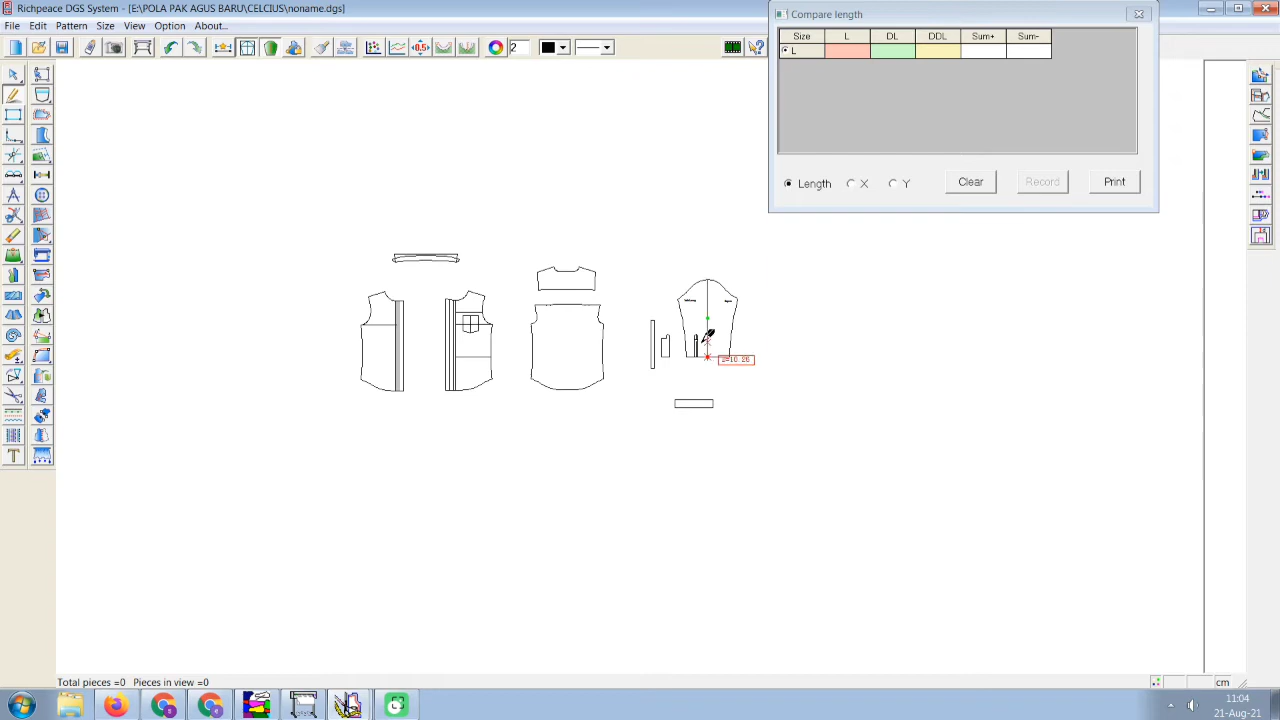 Richpeace DGS System - [E:\POLA PAK AGUS BARU\CELCIUS\noname.dgs]
File Edit Pattern Size View Option About...
2
Compare length
Size L DL DDL Sum+ Sum-
L
Length X Y Clear Record Print
Total pieces =0 Pieces in view =0
cm
11:04
21-Aug-21